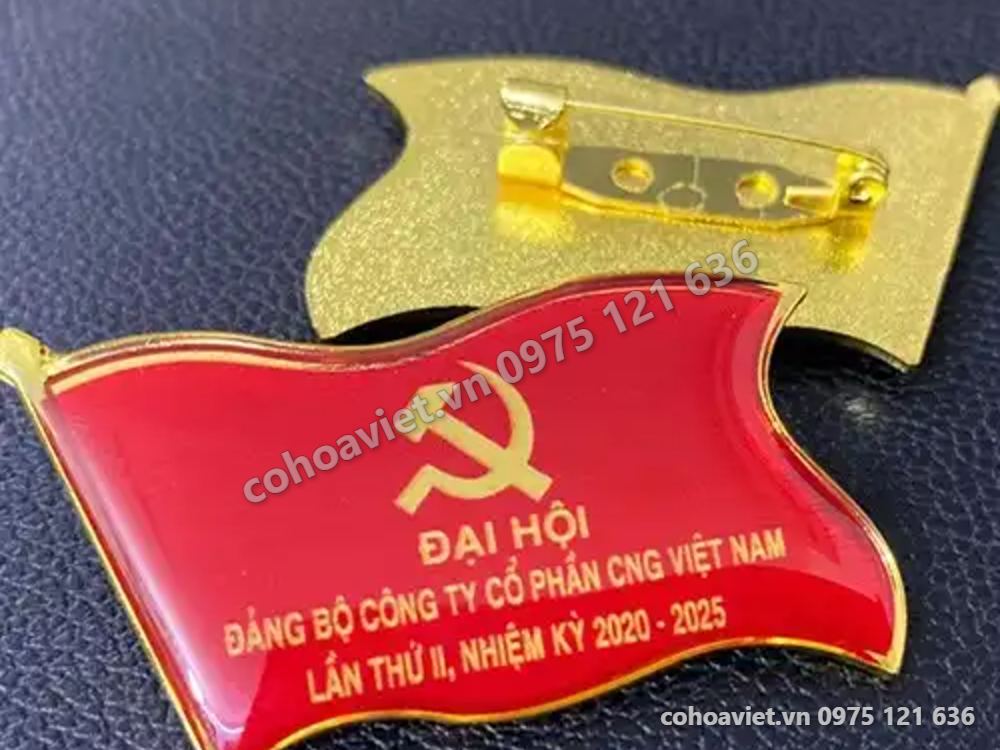 cohoaviet.vn 0975 121 636
ĐẠI HỘI
ĐẢNG BỘ CÔNG TY CỔ PHẦN CNG VIỆT NAM
LẦN THỨ II, NHIỆM KỲ 2020 - 2025
cohoaviet.vn 0975 121 636